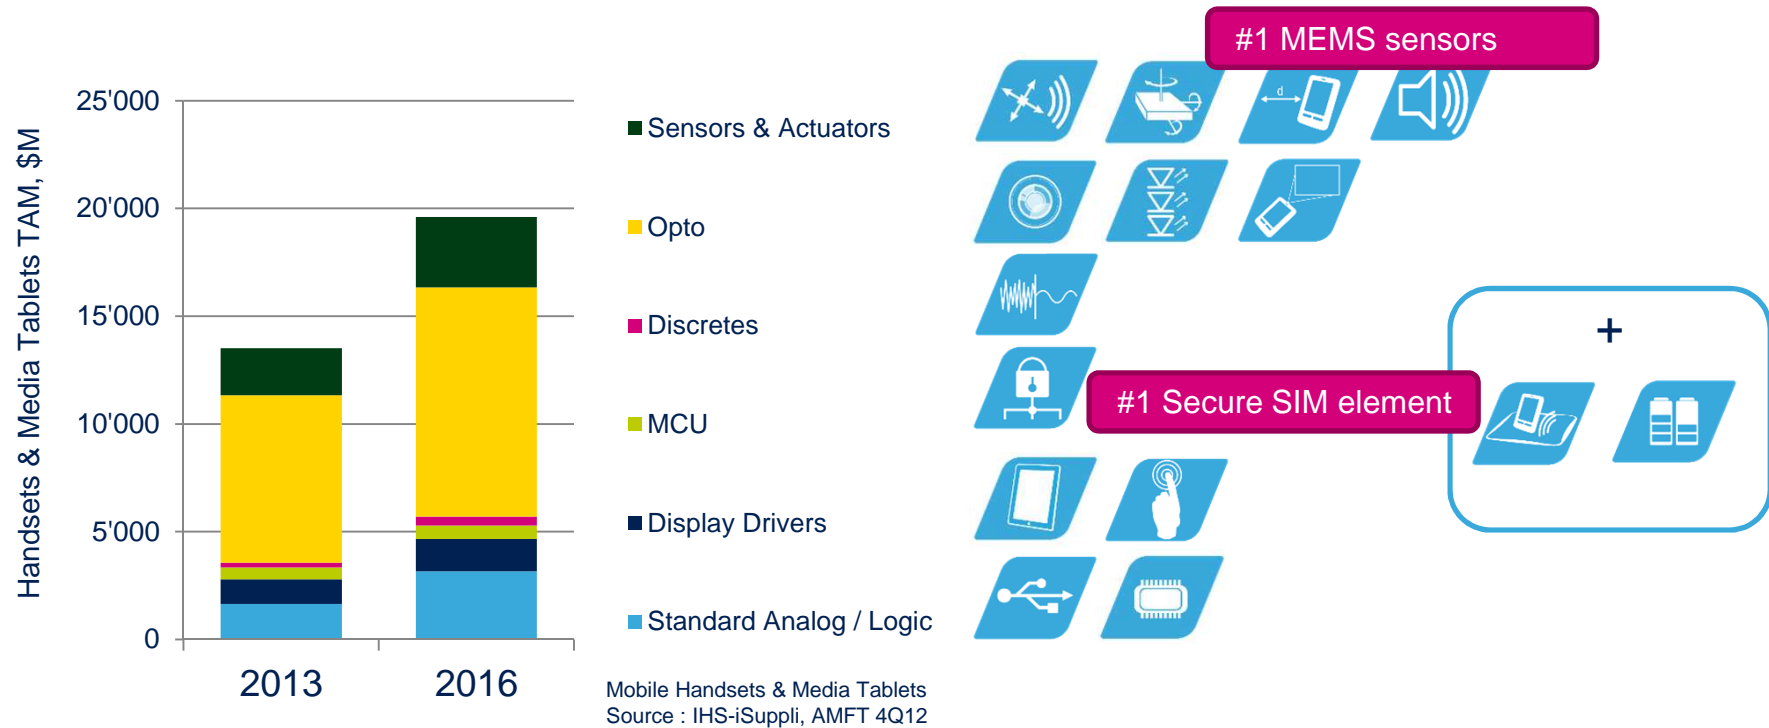 #1 MEMS sensors
Handsets & Media Tablets TAM, $M
25'000
20'000
15'000
10'000
5'000
0
2013
2016
Sensors & Actuators
Opto
Discretes
MCU
Display Drivers
Standard Analog / Logic
d
+
#1 Secure SIM element
Mobile Handsets & Media Tablets
Source : IHS-iSuppli, AMFT 4Q12